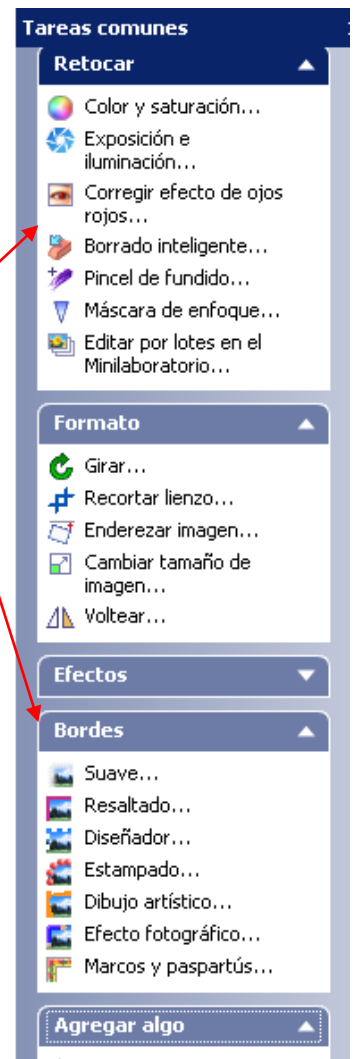 Tareas comunes
Retocar
Color y saturación...
Exposición e
iluminación...
Corregir efecto de ojos
rojos...
Borrado inteligente...
Pincel de fundido...
Máscara de enfoque...
Editar por lotes en el
Minilaboratorio...
Formato
Girar...
Recortar lienzo...
Enderezar imagen...
Cambiar tamaño de
imagen...
Voltear...
Efectos
Bordes
Suave...
Resaltado...
Diseñador...
Estampado...
Dibujo artístico...
Efecto fotográfico...
Marcos y paspartús...
Agregar algo